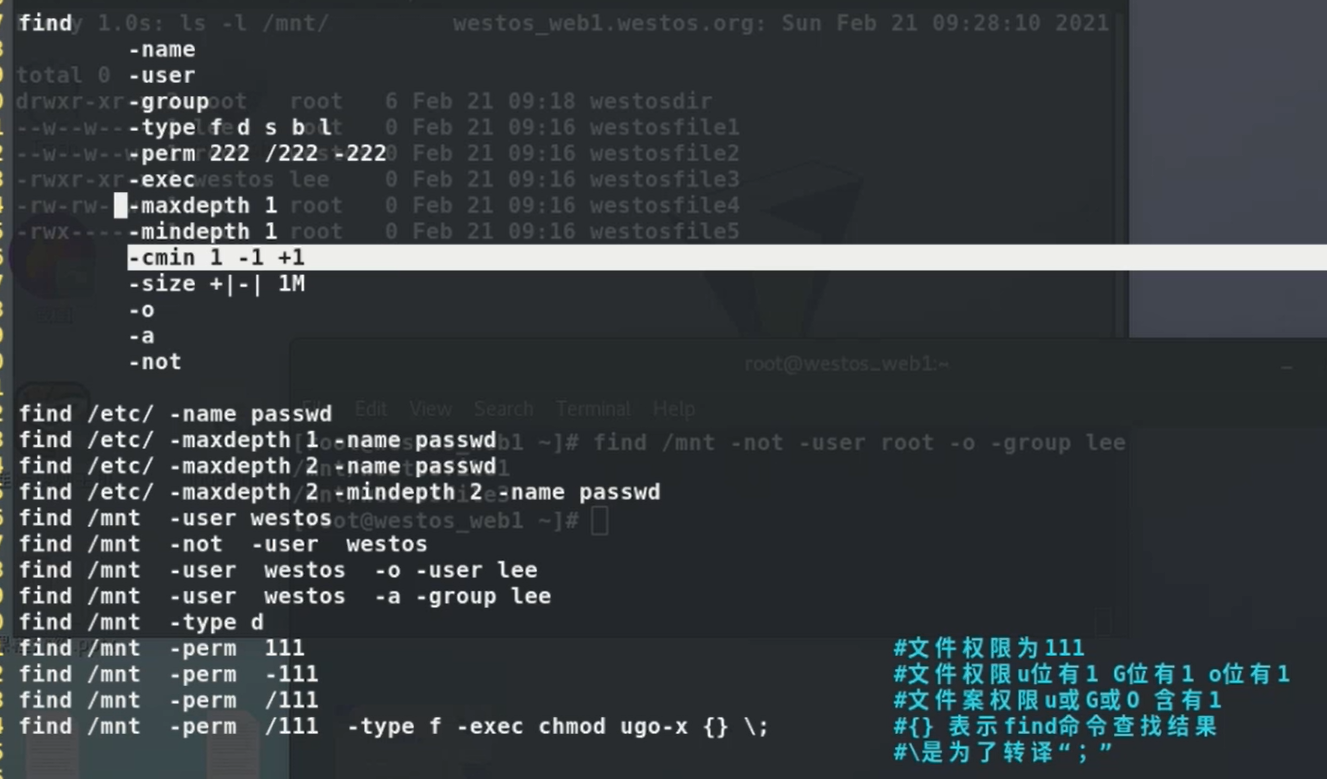 find
-name
-user
-group
-type f d s b l
-perm 222 /222 -222
-exec
-maxdepth 1
-mindepth 1
-cmin 1 -1 +1
-size +|-| 1M
-o
-a
-not
find /etc/ -name passwd
find /etc/ -maxdepth 1 -name passwd
find /etc/ -maxdepth 2 -name passwd
find /etc/ -maxdepth 2 -mindepth 2 -name passwd
find /mnt  -user westos
find /mnt  -not  -user  westos
find /mnt  -user  westos  -o -user lee
find /mnt  -user  westos  -a -group lee
find /mnt  -type d
find /mnt  -perm  111 #文件权限为111
find /mnt  -perm  -111 #文件权限u位有1 G位有1 o位有1
find /mnt  -perm  /111 #文件案权限u或G或O 含有1
find /mnt  -perm  /111  -type f -exec chmod ugo-x {} \; #{} 表示find命令查找结果
#\是为了转译“；”
1.0s: ls -l /mnt/ westos_web1.westos.org: Sun Feb 21 09:28:10 2021
total 0
drwxr-xr- root 6 Feb 21 09:18 westosdir
--w--w-- 0 Feb 21 09:16 westosfile1
--w--w-- 0 Feb 21 09:16 westosfile2
-rwxr-xr westos lee 0 Feb 21 09:16 westosfile3
-rw-rw- root 0 Feb 21 09:16 westosfile4
-rwx---- root 0 Feb 21 09:16 westosfile5
root@westos_web1:~
Edit View Search Terminal Help
~]# find /mnt -not -user root -o -group lee
root@westos_web1 ~]#